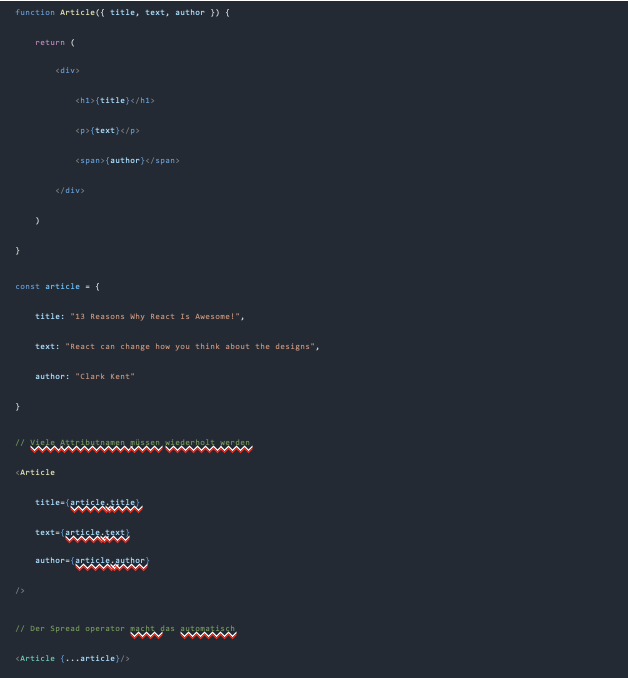 function Article({ title, text, author }) {
return (
<div>
<h1>{title}</h1>
<p>{text}</p>
<span>{author}</span>
</div>
)
}
const article = {
title: "13 Reasons Why React Is Awesome!",
text: "React can change how you think about the designs",
author: "Clark Kent"
}
// Viele Attributnamen müssen wiederholt werden
<Article
title={article.title}
text={article.text}
author={article.author}
/>
// Der Spread operator macht das automatisch
<Article {...article}/>